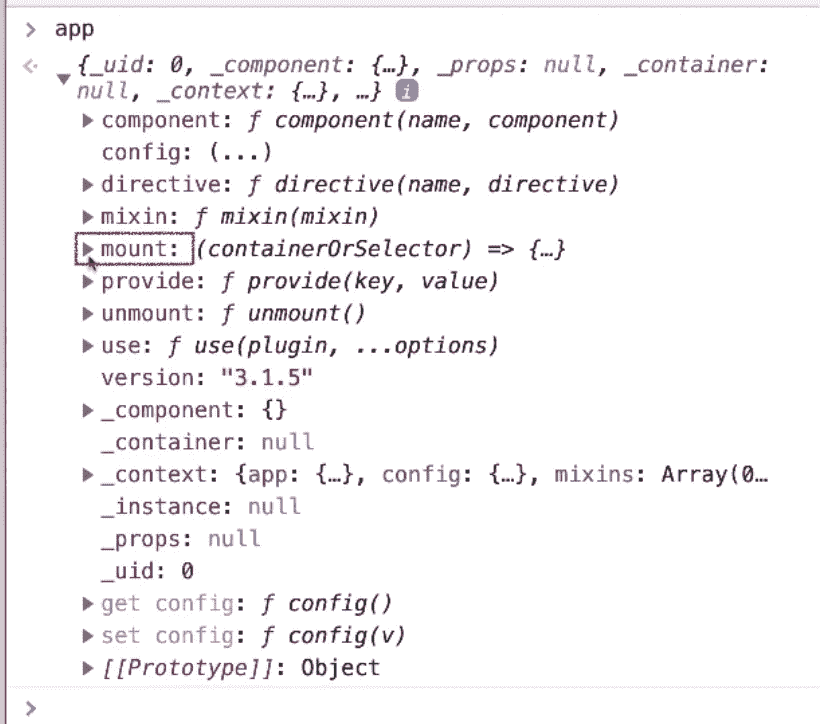 > app
{_uid: 0, _component: {…}, _props: null, _container:
null, _context: {…}, …} i
component: ƒ component(name, component)
config: (...)
directive: ƒ directive(name, directive)
mixin: ƒ mixin(mixin)
mount: (containerOrSelector) => {…}
provide: ƒ provide(key, value)
unmount: ƒ unmount()
use: ƒ use(plugin, ...options)
version: "3.1.5"
_component: {}
_container: null
_context: {app: {…}, config: {…}, mixins: Array(0…
_instance: null
_props: null
_uid: 0
get config: ƒ config()
set config: ƒ config(v)
[[Prototype]]: Object
>